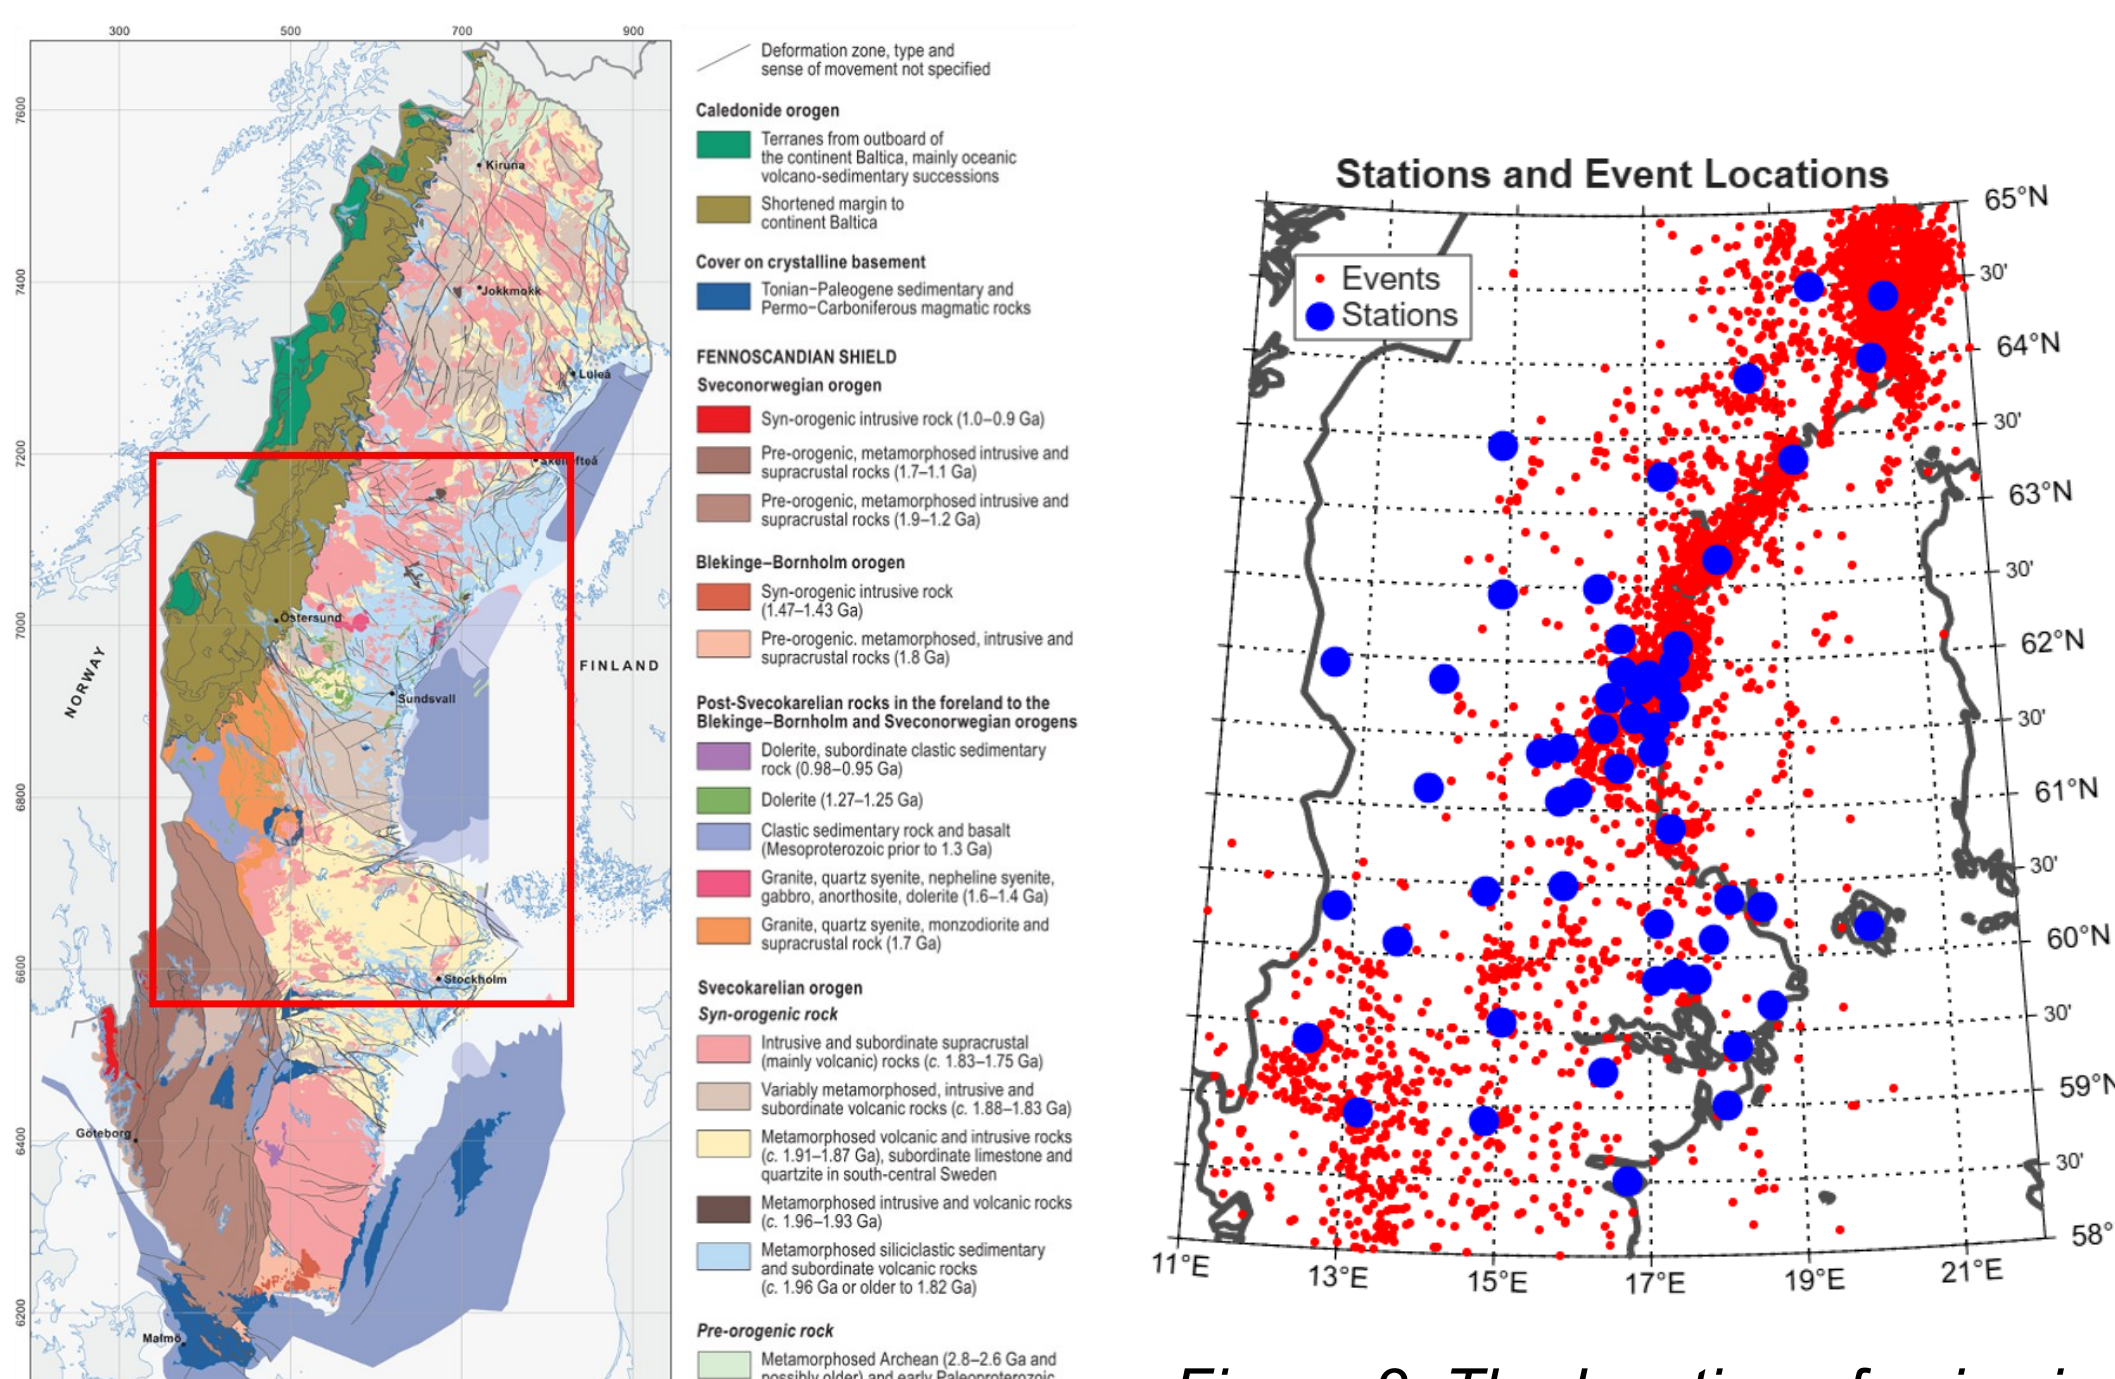 300
500
700
900
7600
7400
7200
7000
6800
6600
6400
6200
Kiruna
Jokkmokk
Luleå
Skellefteå
Östersund
Sundsvall
Stockholm
Göteborg
Malmö
NORWAY
FINLAND
Deformation zone, type and
sense of movement not specified
Caledonide orogen
Terranes from outboard of
the continent Baltica, mainly oceanic
volcano-sedimentary successions
Shortened margin to
continent Baltica
Cover on crystalline basement
Tonian–Paleogene sedimentary and
Permo–Carboniferous magmatic rocks
FENNOSCANDIAN SHIELD
Sveconorwegian orogen
Syn-orogenic intrusive rock (1.0–0.9 Ga)
Pre-orogenic, metamorphosed intrusive and
supracrustal rocks (1.7–1.1 Ga)
Pre-orogenic, metamorphosed intrusive and
supracrustal rocks (1.9–1.2 Ga)
Blekinge–Bornholm orogen
Syn-orogenic intrusive rock
(1.47–1.43 Ga)
Pre-orogenic. metamorphosed, intrusive and
supracrustal rocks (1.8 Ga)
Post-Svecokarelian rocks in the foreland to the
Blekinge–Bornholm and Sveconorwegian orogens
Dolerite, subordinate clastic sedimentary
rock (0.98–0.95 Ga)
Dolerite (1.27–1.25 Ga)
Clastic sedimentary rock and basalt
(Mesoproterozoic prior to 1.3 Ga)
Granite, quartz syenite, nepheline syenite,
gabbro, anorthosite, dolerite (1.6–1.4 Ga)
Granite, quartz syenite, monzodiorite and
supracrustal rock (1.7 Ga)
Svecokarelian orogen
Syn-orogenic rock
Intrusive and subordinate supracrustal
(mainly volcanic) rocks (c. 1.83–1.75 Ga)
Variably metamorphosed, intrusive and
subordinate volcanic rocks (c. 1.88–1.83 Ga)
Metamorphosed volcanic and intrusive rocks
(c. 1.91–1.87 Ga), subordinate limestone and
quartzite in south-central Sweden
Metamorphosed intrusive and volcanic rocks
(c. 1.96–1.93 Ga)
Metamorphosed siliciclastic sedimentary
and subordinate volcanic rocks
(c. 1.96 Ga or older to 1.82 Ga)
Pre-orogenic rock
Metamorphosed Archean (2.8–2.6 Ga and
possibly older) and early Paleoproterozoic
Stations and Event Locations
Events
Stations
65°N
30'
64°N
30'
63°N
30'
62°N
30'
61°N
30'
60°N
30'
59°N
30'
58°
11°E
13°E
15°E
17°E
19°E
21°E